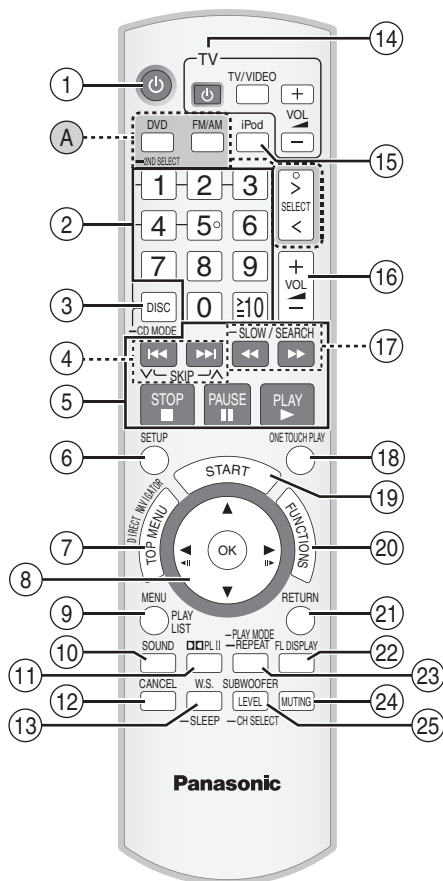 14
TV
1
TV/VIDEO
+
VOL
−
A
DVD
FM/AM
iPod
15
−2ND SELECT
1 2 3
>
SELECT
<
2
4 5 6
7 8 9
+
VOL
−
16
3
DISC
0
≧10
−CD MODE
−SLOW / SEARCH
17
4
SKIP
5
STOP
PAUSE
PLAY
6
SETUP
ONE TOUCH PLAY
18
START
19
DIRECT NAVIGATOR
TOP MENU
7
FUNCTIONS
20
OK
8
MENU
PLAY
LIST
9
RETURN
21
10
SOUND
PL II
−PLAY MODE
−REPEAT
FL DISPLAY
22
11
23
12
CANCEL
W.S.
SUBWOOFER
LEVEL
MUTING
24
13
−SLEEP
−CH SELECT
25
Panasonic